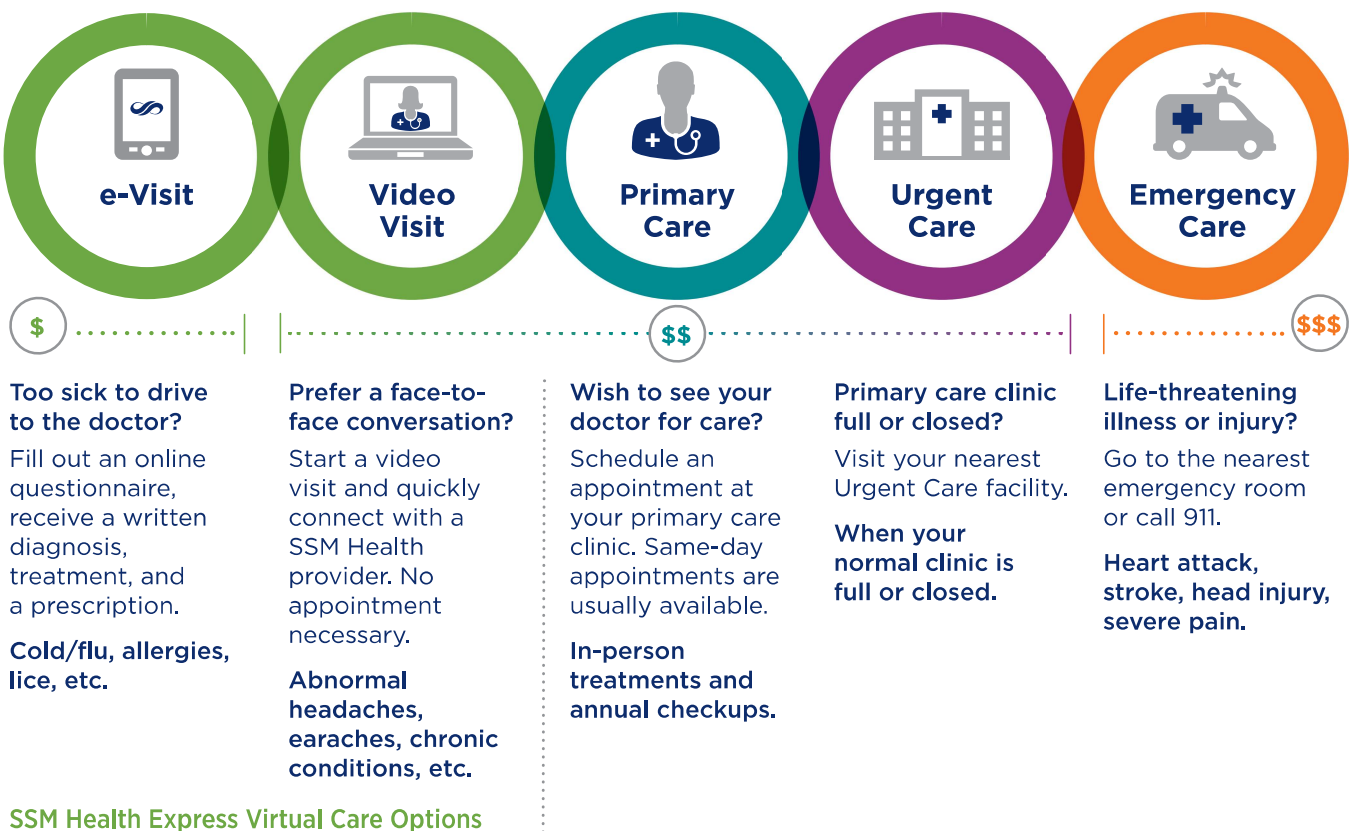 e-Visit
Video
Visit
Primary
Care
Urgent
Care
Emergency
Care
$
$$
$$$
Too sick to drive
to the doctor?
Fill out an online
questionnaire,
receive a written
diagnosis,
treatment, and
a prescription.
Cold/flu, allergies,
lice, etc.
Prefer a face-to-
face conversation?
Start a video
visit and quickly
connect with a
SSM Health
provider. No
appointment
necessary.
Abnormal
headaches,
earaches, chronic
conditions, etc.
Wish to see your
doctor for care?
Schedule an
appointment at
your primary care
clinic. Same-day
appointments are
usually available.
In-person
treatments and
annual checkups.
Primary care clinic
full or closed?
Visit your nearest
Urgent Care facility.
When your
normal clinic is
full or closed.
Life-threatening
illness or injury?
Go to the nearest
emergency room
or call 911.
Heart attack,
stroke, head injury,
severe pain.
SSM Health Express Virtual Care Options